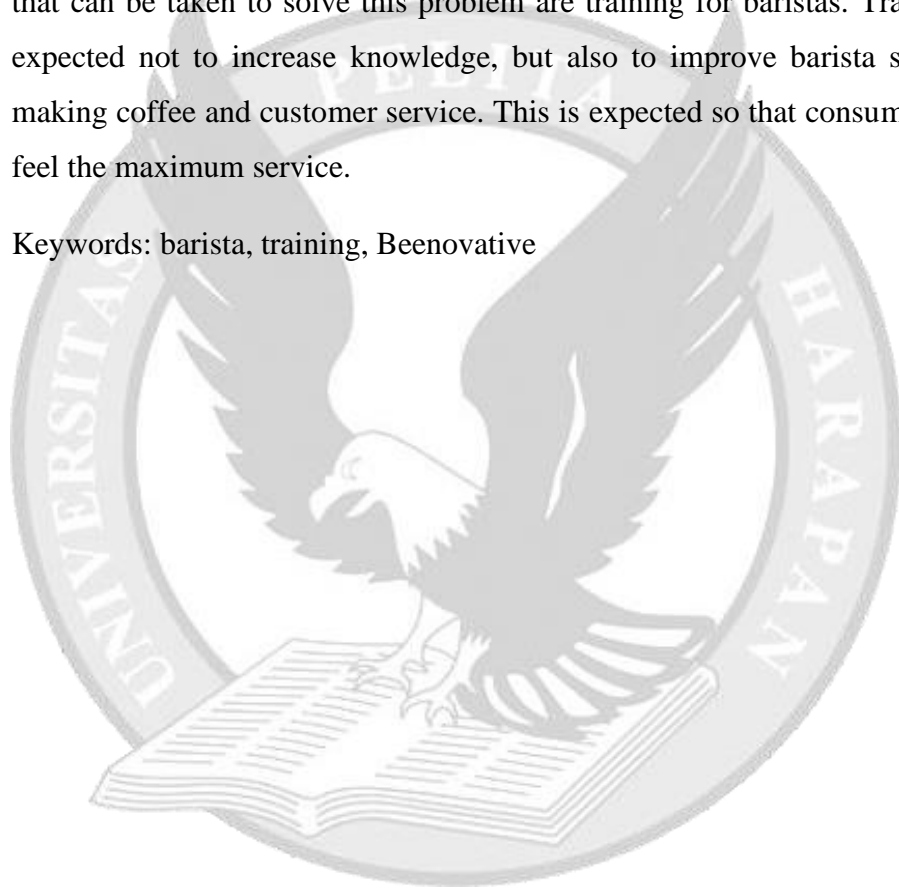 that can be taken to solve this problem are training for baristas. Tra
expected not to increase knowledge, but also to improve barista s
making coffee and customer service. This is expected so that consum
feel the maximum service.
Keywords: barista, training, Beenovative
UNIVERSITAS PELITA HARAPAN